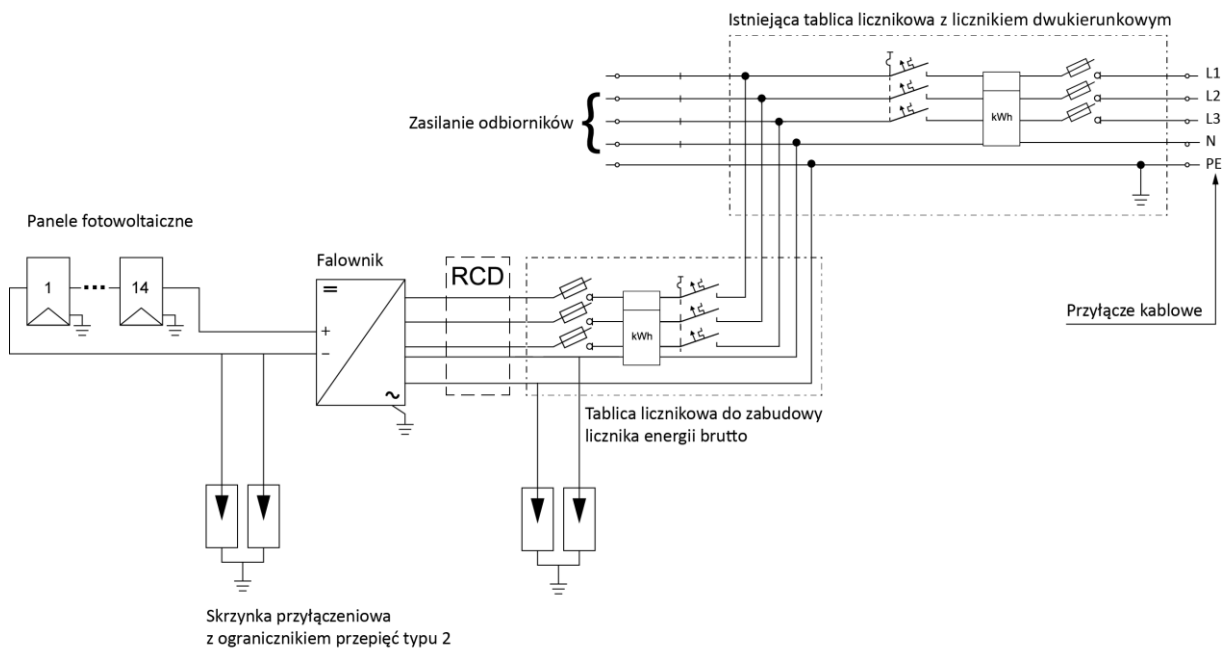 Istniejąca tablica licznikowa z licznikiem dwukierunkowym
L1
L2
kWh
L3
Zasilanie odbiorników
N
PE
Panele fotowoltaiczne
Falownik
RCD
1
14
Przyłącze kablowe
+
kWh
−
Tablica licznikowa do zabudowy
licznika energii brutto
Skrzynka przyłączeniowa
z ogranicznikiem przepięć typu 2